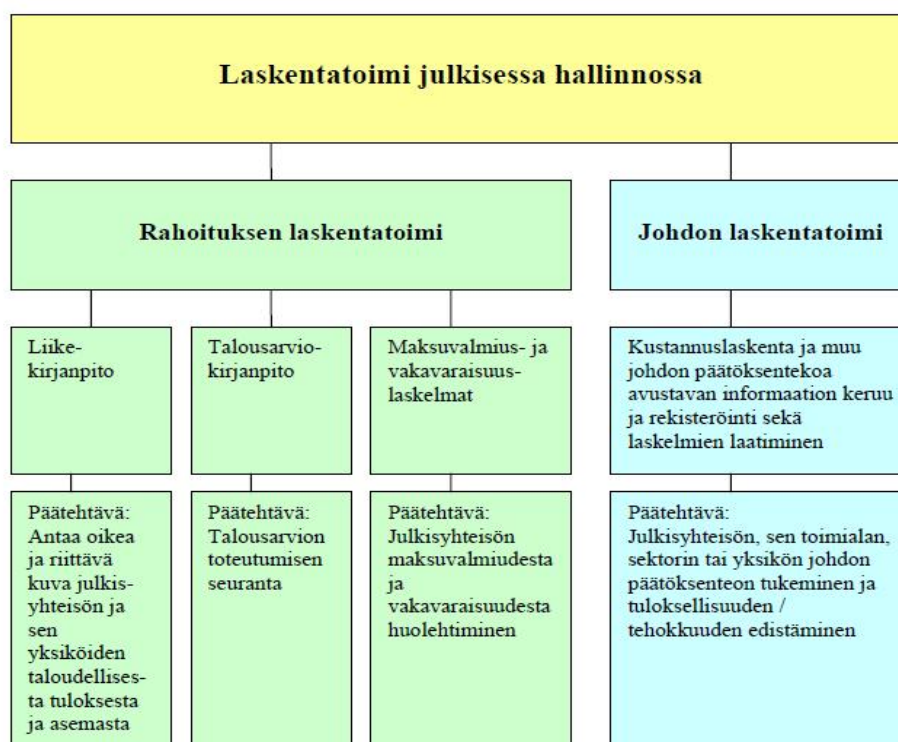 Laskentatoimi julkisessa hallinnossa
Rahoituksen laskentatoimi
Johdon laskentatoimi
Liike-
kirjanpito
Talousarvio-
kirjanpito
Maksuvalmius- ja
vakavaraisuus-
laskelmat
Kustannuslaskenta ja muu
johdon päätöksentekoa
avustavan informaation keruu
ja rekisteröinti sekä
laskelmien laatiminen
Päätehtävä:
Antaa oikea
ja riittävä
kuva julkis-
yhteisön ja
sen
yksiköiden
taloudellises-
ta tuloksesta
ja asemasta
Päätehtävä:
Talousarvion
toteutumisen
seuranta
Päätehtävä:
Julkisyhteisön
maksuvalmiudesta
ja
vakavaraisuudesta
huolehtiminen
Päätehtävä:
Julkisyhteisön, sen toimialan,
sektorin tai yksikön johdon
päätöksenteon tukeminen ja
tuloksellisuuden /
tehokkuuden edistäminen